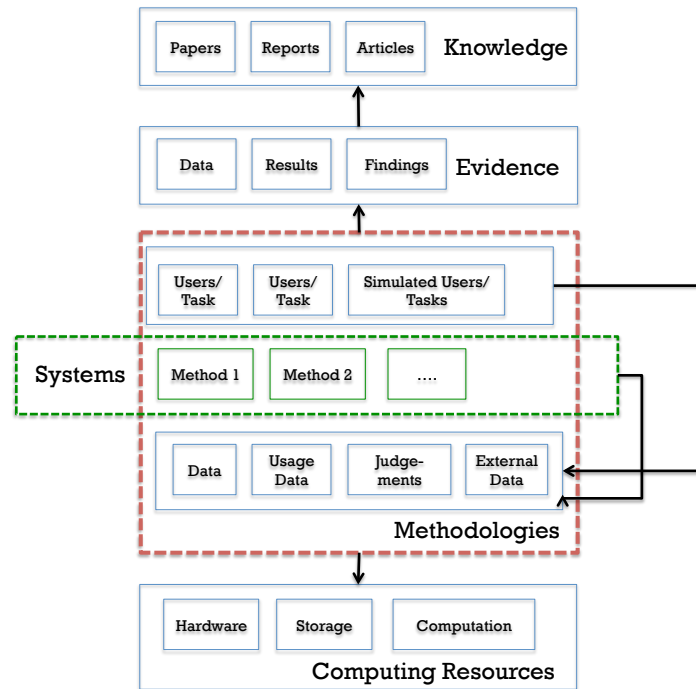 Papers
Reports
Articles
Knowledge
Data
Results
Findings
Evidence
Users/
Task
Users/
Task
Simulated Users/
Tasks
Systems
Method 1
Method 2
....
Data
Usage
Data
Judge-
ments
External
Data
Methodologies
Hardware
Storage
Computation
Computing Resources